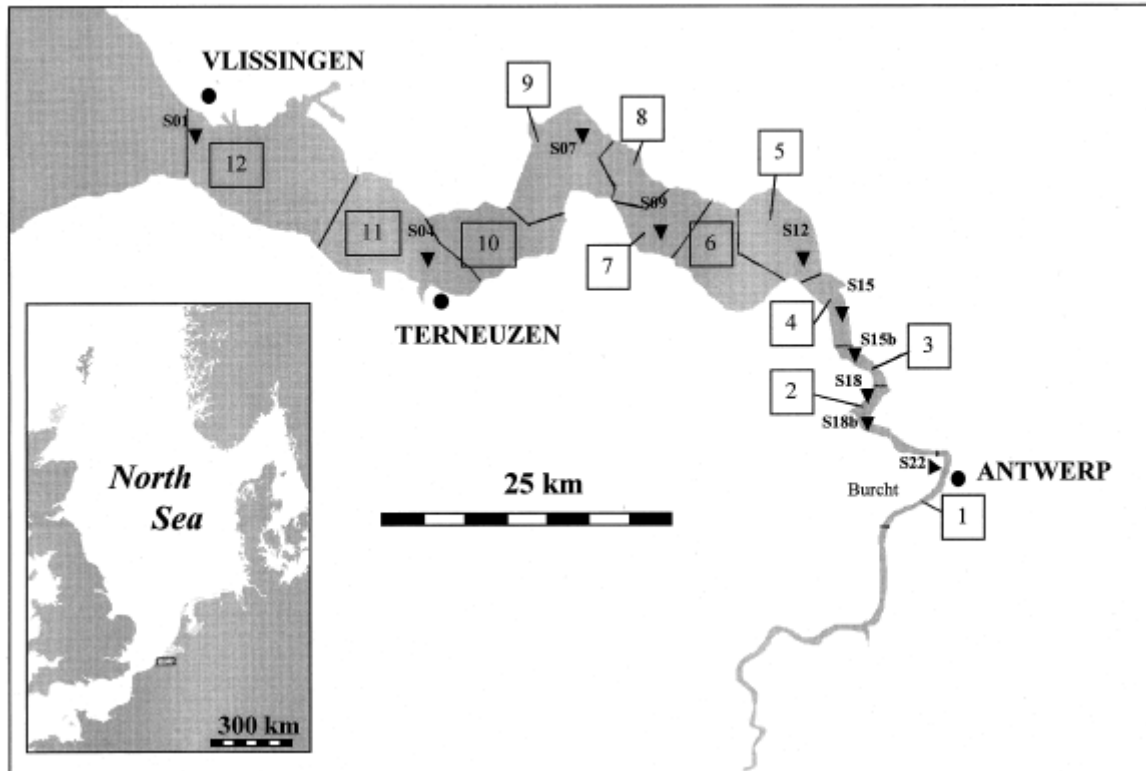 VLISSINGEN
S01
12
9
8
S07
5
S09
11
S04
10
7
6
S12
TERNEUZEN
S15
4
S15b
3
S18
2
S18b
S22
ANTWERP
Burcht
1
25 km
North
Sea
300 km